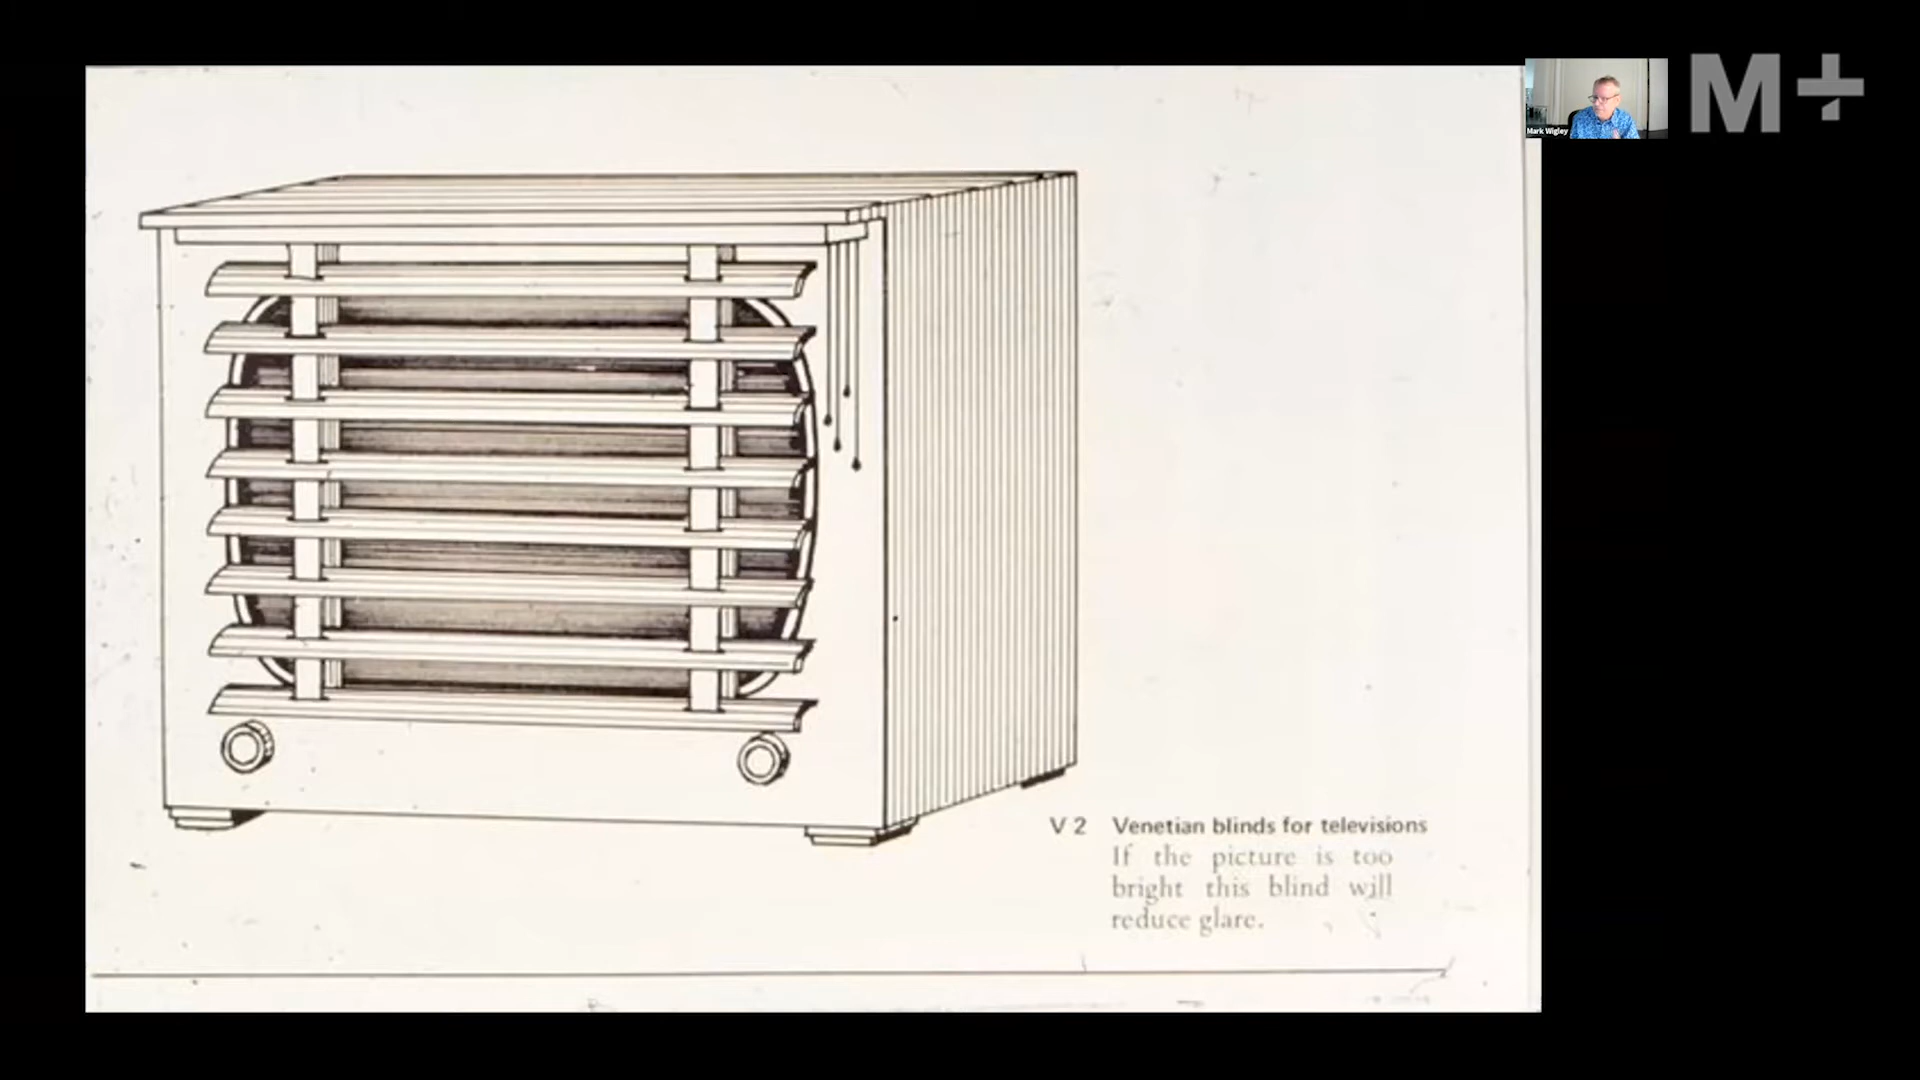 M+
Mark Wigley
V 2 Venetian blinds for televisions
If the picture is too
bright this blind will
reduce glare.